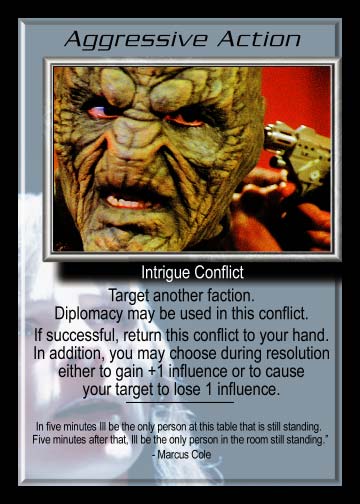 Aggressive Action
Intrigue Conflict
Target another faction.
Diplomacy may be used in this conflict.
If successful, return this conflict to your hand.
In addition, you may choose during resolution
either to gain +1 influence or to cause
your target to lose 1 influence.
In five minutes Ill be the only person at this table that is still standing.
Five minutes after that, Ill be the only person in the room still standing.”
- Marcus Cole